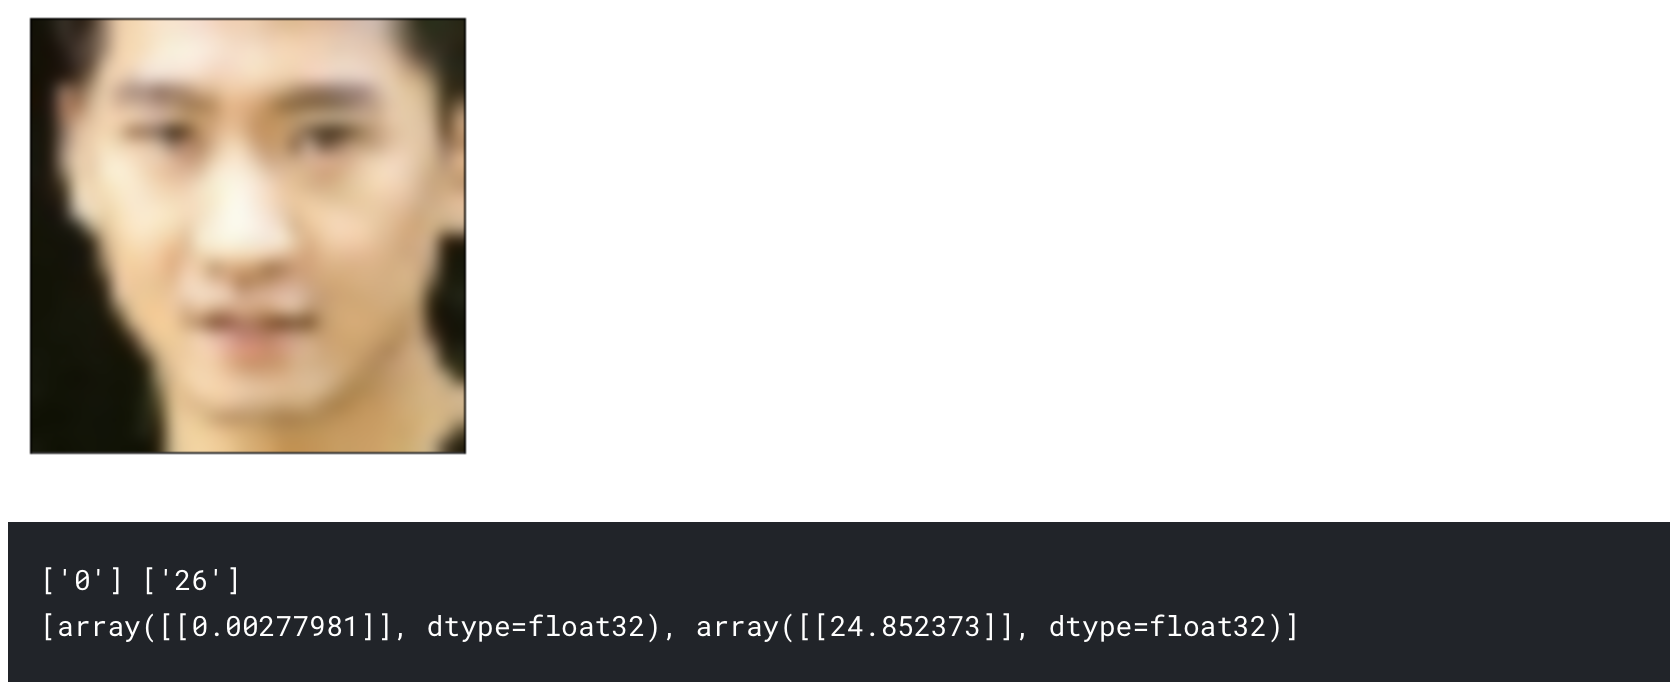 ['0'] ['26']
[array([[0.00277981]], dtype=float32), array([[24.852373]], dtype=float32)]